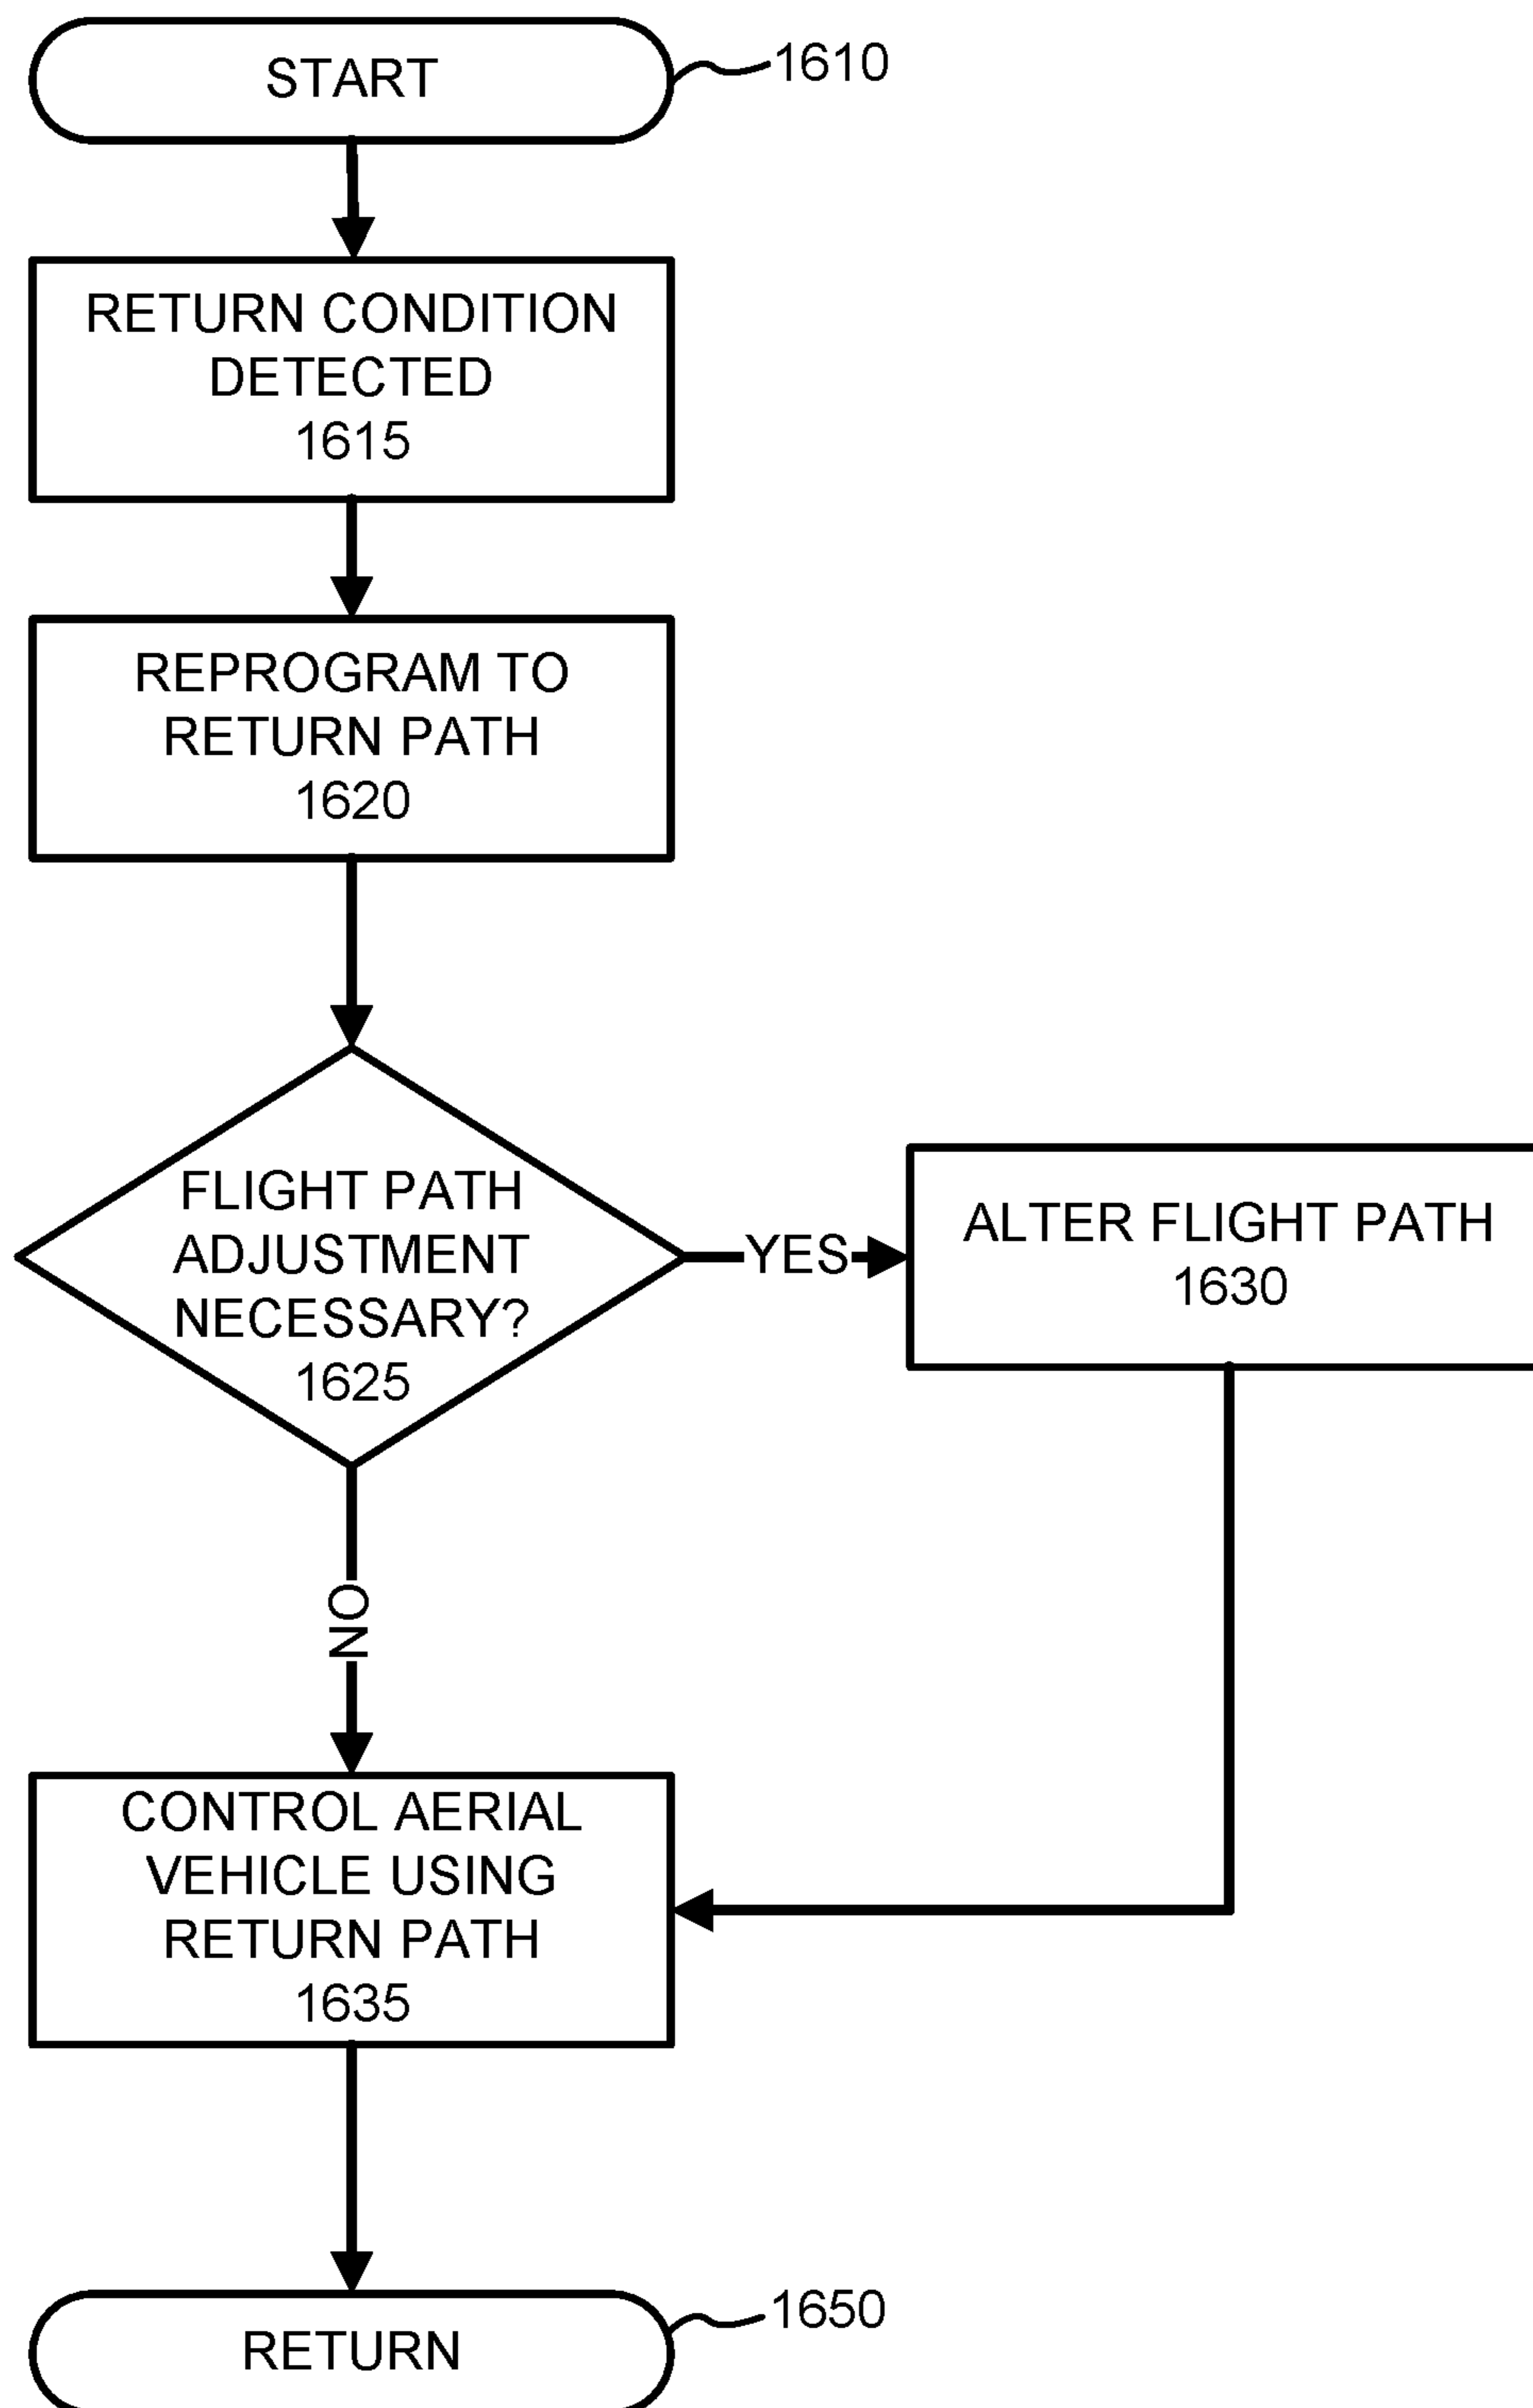 START
1610
RETURN CONDITION
DETECTED
1615
REPROGRAM TO
RETURN PATH
1620
FLIGHT PATH
ADJUSTMENT
NECESSARY?
1625
YES
ALTER FLIGHT PATH
1630
NO
CONTROL AERIAL
VEHICLE USING
RETURN PATH
1635
RETURN
1650